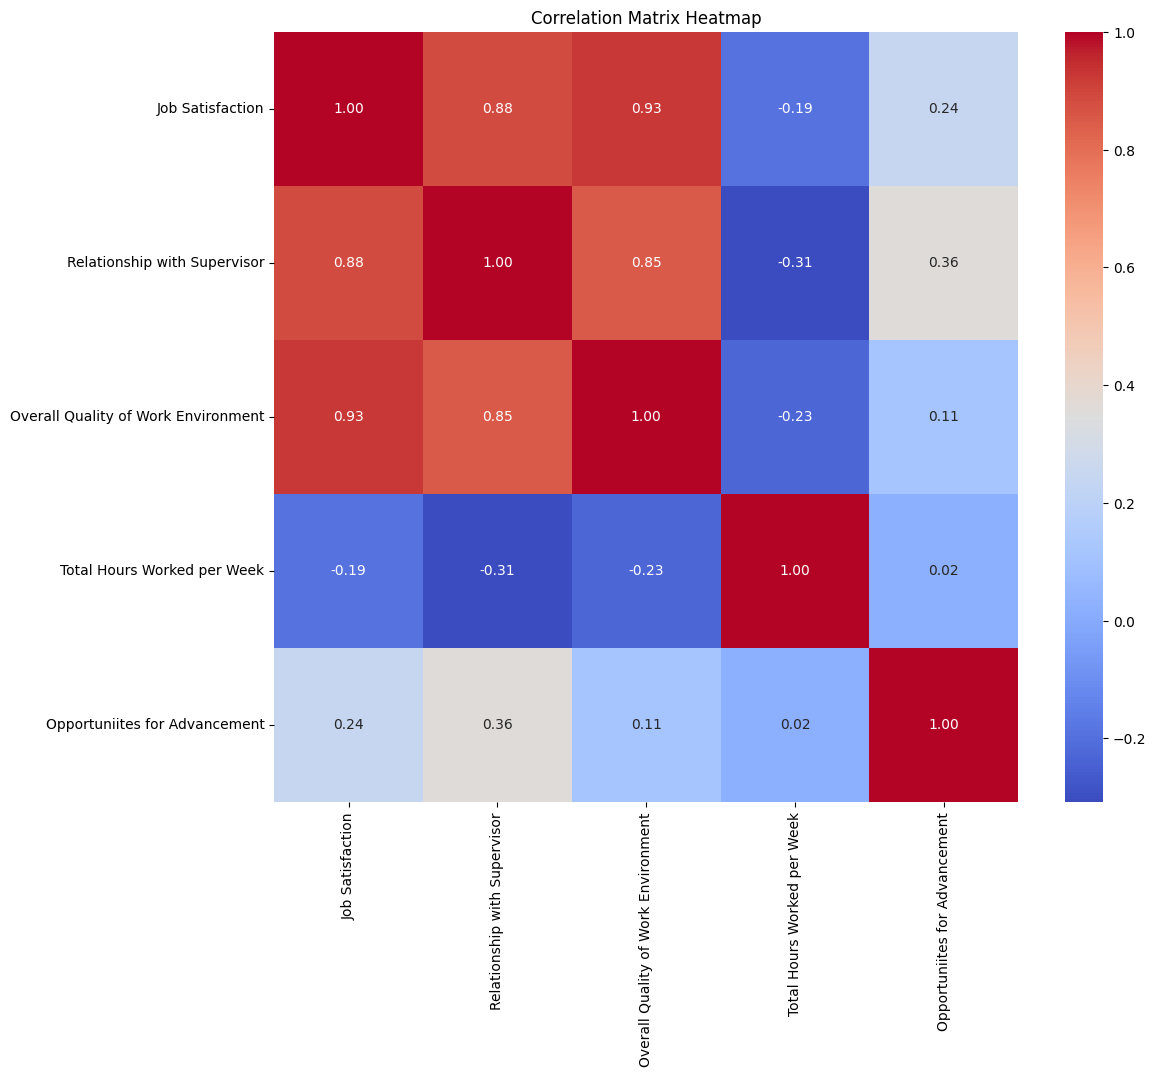 Correlation Matrix Heatmap
Job Satisfaction
1.00
0.88
0.93
-0.19
0.24
Relationship with Supervisor
0.88
1.00
0.85
-0.31
0.36
Overall Quality of Work Environment
0.93
0.85
1.00
-0.23
0.11
Total Hours Worked per Week
-0.19
-0.31
-0.23
1.00
0.02
Opportuniites for Advancement
0.24
0.36
0.11
0.02
1.00
Job Satisfaction
Relationship with Supervisor
Overall Quality of Work Environment
Total Hours Worked per Week
Opportuniites for Advancement
1.0
0.8
0.6
0.4
0.2
0.0
−0.2